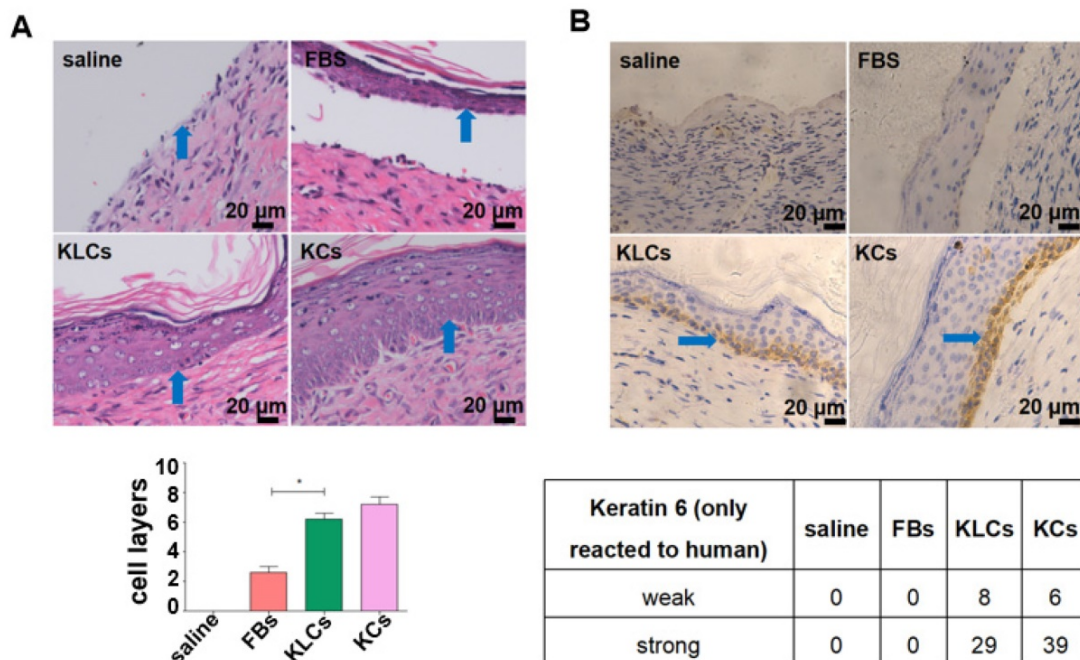 A
B
saline
FBS
saline
FBS
20 µm
20 µm
20 µm
20 µm
KLCs
KCs
KLCs
KCs
20 µm
20 µm
20 µm
20 µm
cell layers
10
8
6
4
2
0
*
saline
FBs
KLCs
KCs
Keratin 6 (only
reacted to human)
saline
FBs
KLCs
KCs
weak
0
0
8
6
strong
0
0
29
39